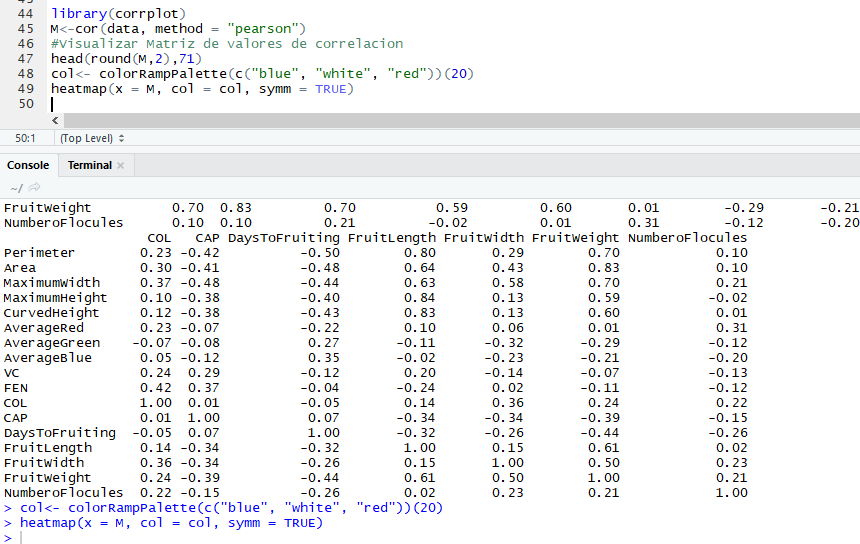 44 library(corrplot)
45 M<-cor(data, method = "pearson")
46 #Visualizar Matriz de valores de correlacion
47 head(round(M,2),71)
48 col<- colorRampPalette(c("blue", "white", "red"))(20)
49 heatmap(x = M, col = col, symm = TRUE)
50
50:1 (Top Level)
Console Terminal
~/
FruitWeight 0.70 0.83 0.70 0.59 0.60 0.01 -0.29 -0.21
NumberoFlocules 0.10 0.10 0.21 -0.02 0.01 0.31 -0.12 -0.20
COL CAP DaysToFruiting FruitLength FruitWidth FruitWeight NumberoFlocules
Perimeter 0.23 -0.42 -0.50 0.80 0.29 0.70 0.10
Area 0.30 -0.41 -0.48 0.64 0.43 0.83 0.10
MaximumWidth 0.37 -0.48 -0.44 0.63 0.58 0.70 0.21
MaximumHeight 0.10 -0.38 -0.40 0.84 0.13 0.59 -0.02
CurvedHeight 0.12 -0.38 -0.43 0.83 0.13 0.60 0.01
AverageRed 0.23 -0.07 -0.22 0.10 0.06 0.01 0.31
AverageGreen -0.07 -0.08 0.27 -0.11 -0.32 -0.29 -0.12
AverageBlue 0.05 -0.12 0.35 -0.02 -0.23 -0.21 -0.20
VC 0.24 0.29 -0.12 0.20 -0.14 -0.07 -0.13
FEN 0.42 0.37 -0.04 -0.24 0.02 -0.11 -0.12
COL 1.00 0.01 -0.05 0.14 0.36 0.24 0.22
CAP 0.01 1.00 0.07 -0.34 -0.34 -0.39 -0.15
DaysToFruiting -0.05 0.07 1.00 -0.32 -0.26 -0.44 -0.26
FruitLength 0.14 -0.34 -0.32 1.00 0.15 0.61 0.02
FruitWidth 0.36 -0.34 -0.26 0.15 1.00 0.50 0.23
FruitWeight 0.24 -0.39 -0.44 0.61 0.50 1.00 0.21
NumberoFlocules 0.22 -0.15 -0.26 0.02 0.23 0.21 1.00
> col<- colorRampPalette(c("blue", "white", "red"))(20)
> heatmap(x = M, col = col, symm = TRUE)
>